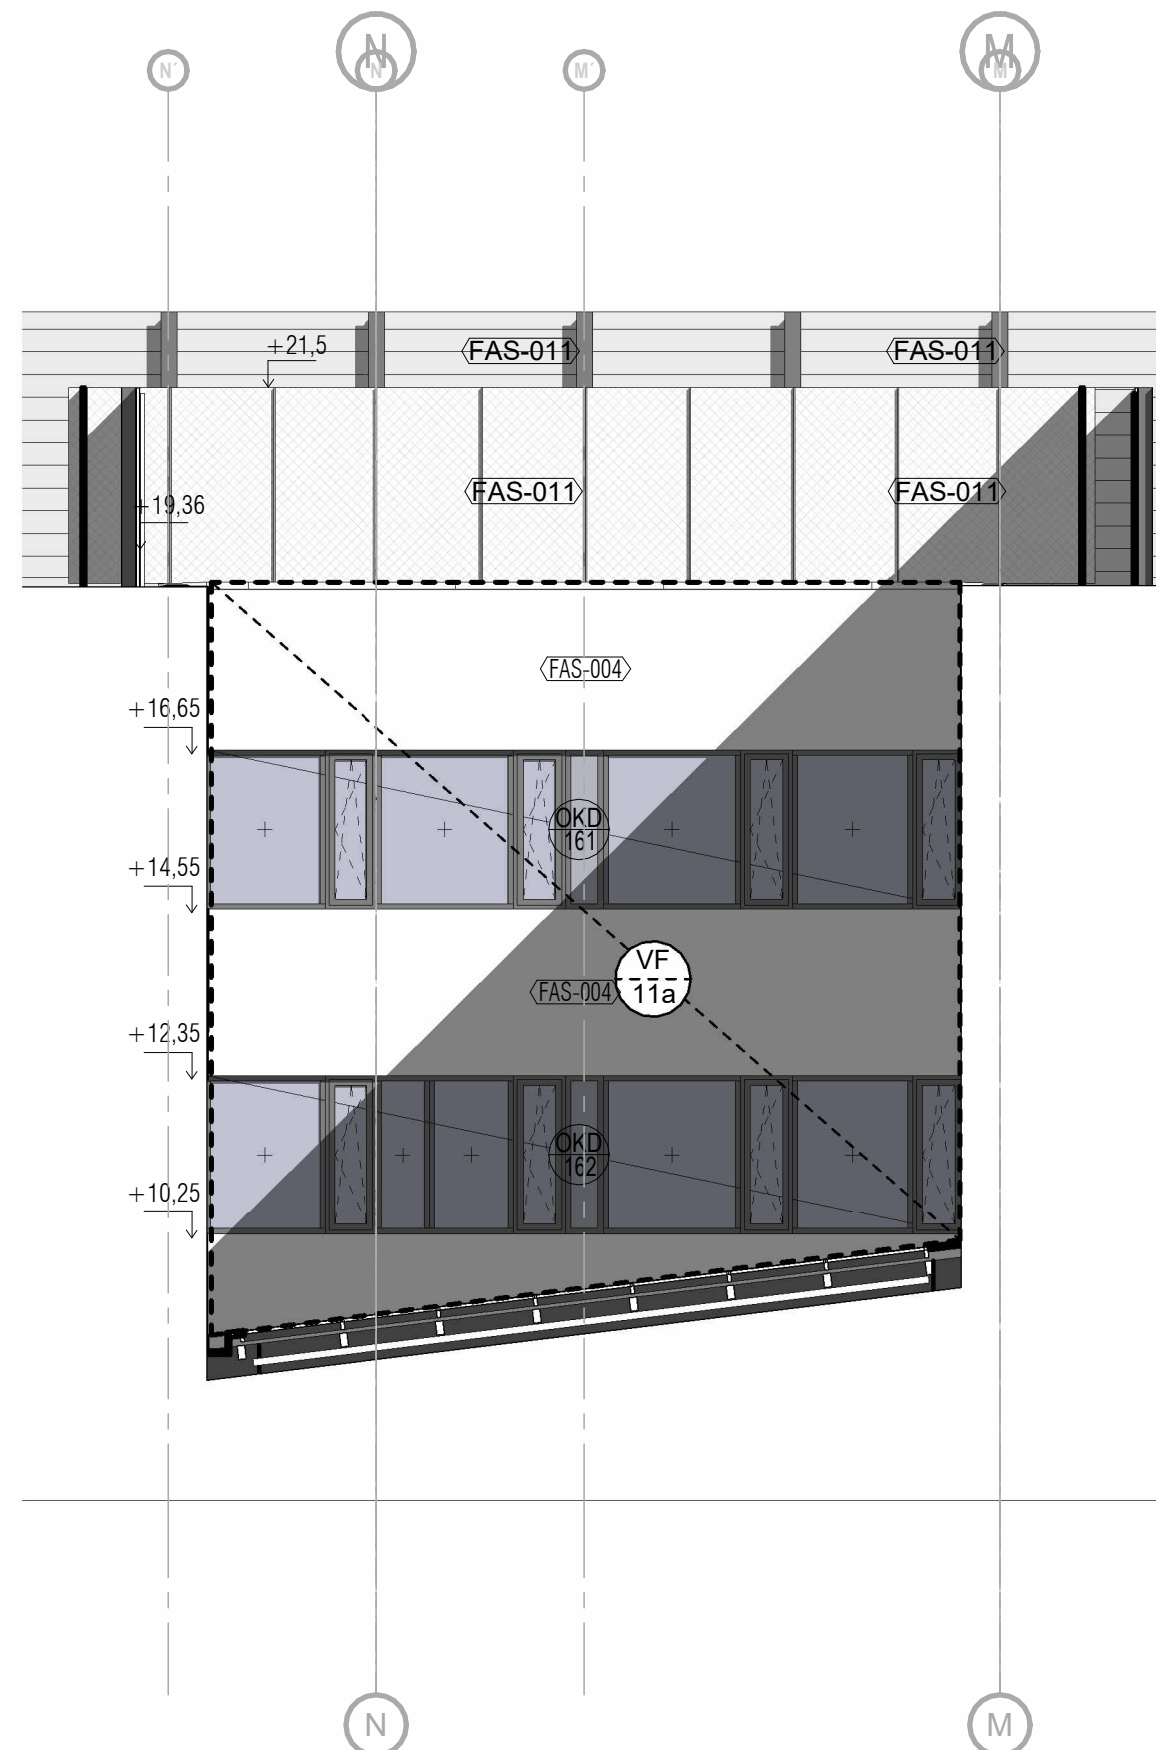 N
M
N´
N
M´
M
+21,5
FAS-011
FAS-011
+19,36
FAS-011
FAS-011
FAS-004
+16,65
OKD
161
+14,55
VF
11a
FAS-004
+12,35
OKD
162
+10,25
N
M